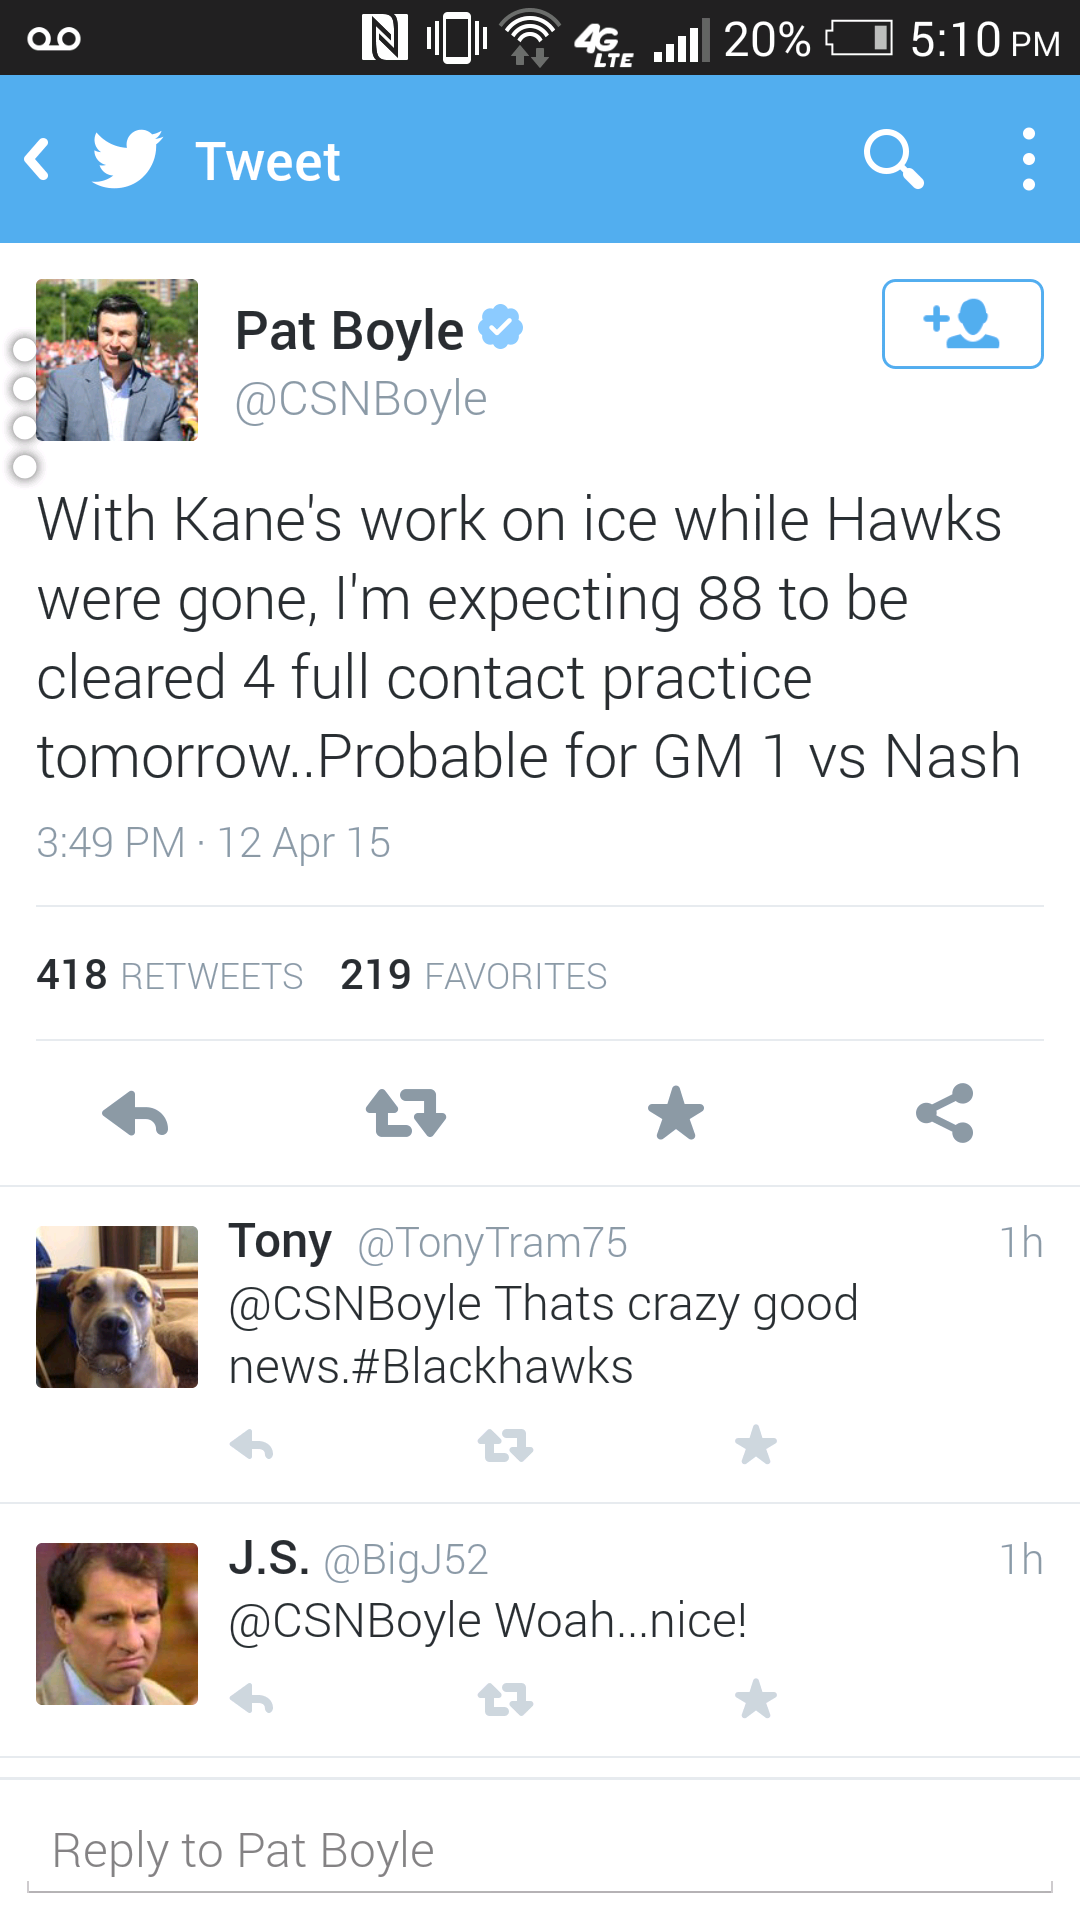 4G LTE 20% 5:10 PM
Tweet
Pat Boyle
@CSNBoyle
With Kane's work on ice while Hawks
were gone, I'm expecting 88 to be
cleared 4 full contact practice
tomorrow..Probable for GM 1 vs Nash
3:49 PM · 12 Apr 15
418 RETWEETS 219 FAVORITES
Tony @TonyTram75 1h
@CSNBoyle Thats crazy good
news.#Blackhawks
J.S. @BigJ52 1h
@CSNBoyle Woah...nice!
Reply to Pat Boyle